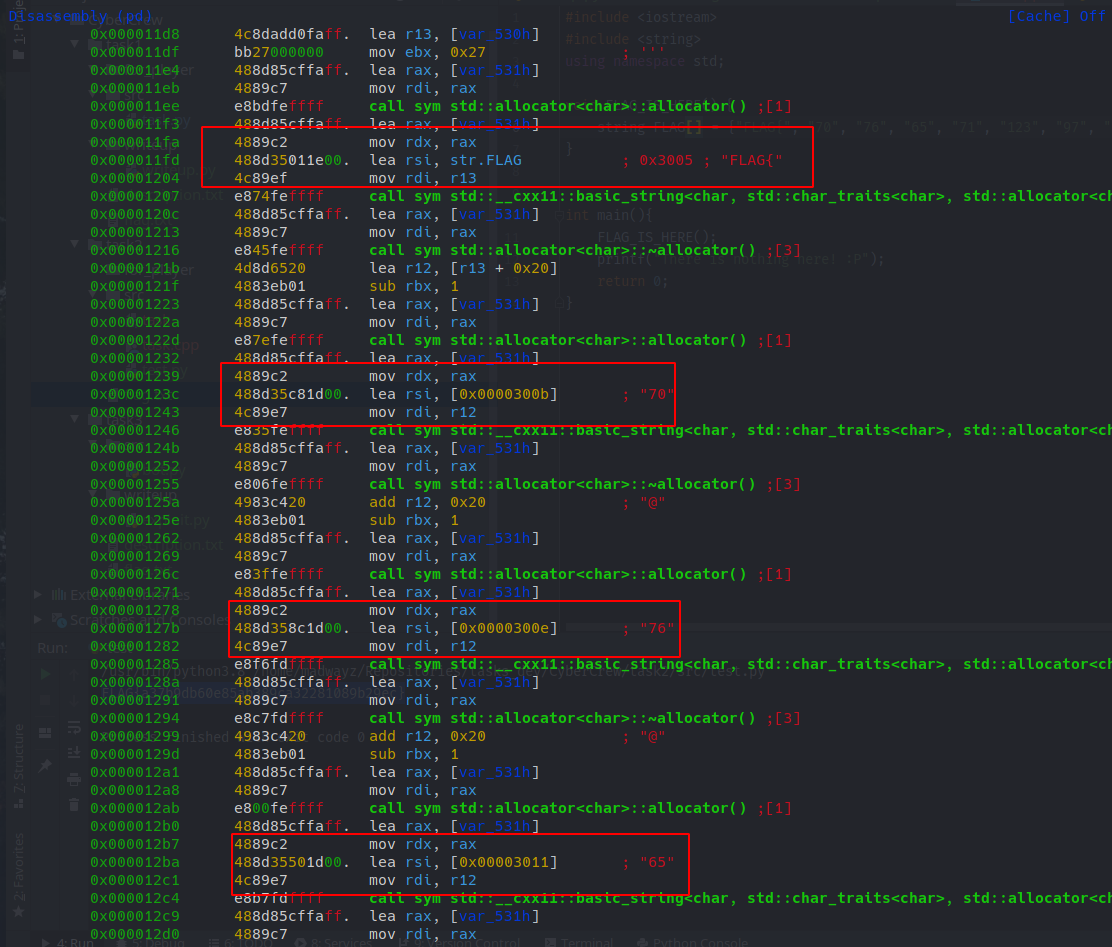 Disassembly (pd) [Cache] Off
0x000011d8 4c8dadd0faff. lea r13, [var_530h]
0x000011df bb27000000 mov ebx, 0x27 ; '''
0x000011e4 488d85cffaff. lea rax, [var_531h]
0x000011eb 4889c7 mov rdi, rax
0x000011ee e8bdfeffff call sym std::allocator<char>::allocator() ;[1]
0x000011f3 488d85cffaff. lea rax, [var_531h]
0x000011fa 4889c2 mov rdx, rax
0x000011fd 488d35011e00. lea rsi, str.FLAG ; 0x3005 ; "FLAG{"
0x00001204 4c89ef mov rdi, r13
0x00001207 e874feffff call sym std::__cxx11::basic_string<char, std::char_traits<char>, std::allocator<ch
0x0000120c 488d85cffaff. lea rax, [var_531h]
0x00001213 4889c7 mov rdi, rax
0x00001216 e845feffff call sym std::allocator<char>::~allocator() ;[3]
0x0000121b 4d8d6520 lea r12, [r13 + 0x20]
0x0000121f 4883eb01 sub rbx, 1
0x00001223 488d85cffaff. lea rax, [var_531h]
0x0000122a 4889c7 mov rdi, rax
0x0000122d e87efeffff call sym std::allocator<char>::allocator() ;[1]
0x00001232 488d85cffaff. lea rax, [var_531h]
0x00001239 4889c2 mov rdx, rax
0x0000123c 488d35c81d00. lea rsi, [0x0000300b] ; "70"
0x00001243 4c89e7 mov rdi, r12
0x00001246 e835feffff call sym std::__cxx11::basic_string<char, std::char_traits<char>, std::allocator<ch
0x0000124b 488d85cffaff. lea rax, [var_531h]
0x00001252 4889c7 mov rdi, rax
0x00001255 e806feffff call sym std::allocator<char>::~allocator() ;[3]
0x0000125a 4983c420 add r12, 0x20 ; "@"
0x0000125e 4883eb01 sub rbx, 1
0x00001262 488d85cffaff. lea rax, [var_531h]
0x00001269 4889c7 mov rdi, rax
0x0000126c e83ffeffff call sym std::allocator<char>::allocator() ;[1]
0x00001271 488d85cffaff. lea rax, [var_531h]
0x00001278 4889c2 mov rdx, rax
0x0000127b 488d358c1d00. lea rsi, [0x0000300e] ; "76"
0x00001282 4c89e7 mov rdi, r12
0x00001285 e8f6fdffff call sym std::__cxx11::basic_string<char, std::char_traits<char>, std::allocator<ch
0x0000128a 488d85cffaff. lea rax, [var_531h]
0x00001291 4889c7 mov rdi, rax
0x00001294 e8c7fdffff call sym std::allocator<char>::~allocator() ;[3]
0x00001299 4983c420 add r12, 0x20 ; "@"
0x0000129d 4883eb01 sub rbx, 1
0x000012a1 488d85cffaff. lea rax, [var_531h]
0x000012a8 4889c7 mov rdi, rax
0x000012ab e800feffff call sym std::allocator<char>::allocator() ;[1]
0x000012b0 488d85cffaff. lea rax, [var_531h]
0x000012b7 4889c2 mov rdx, rax
0x000012ba 488d35501d00. lea rsi, [0x00003011] ; "65"
0x000012c1 4c89e7 mov rdi, r12
0x000012c4 e8b7fdffff call sym std::__cxx11::basic_string<char, std::char_traits<char>, std::allocator<ch
0x000012c9 488d85cffaff. lea rax, [var_531h]
0x000012d0 4889c7 mov rdi, rax
#include <iostream>
#include <string>
using namespace std;
string FLAG[] = "70", "76", "65", "71", "123", "97",
}
int main(){
FLAG_IS_HERE();
printf("There is nothing here! :P");
return 0;
}
Scratches and Consoles
Run:
Z: Structure
2: Favorites
4: Run
8: Services
Terminal
Python Console